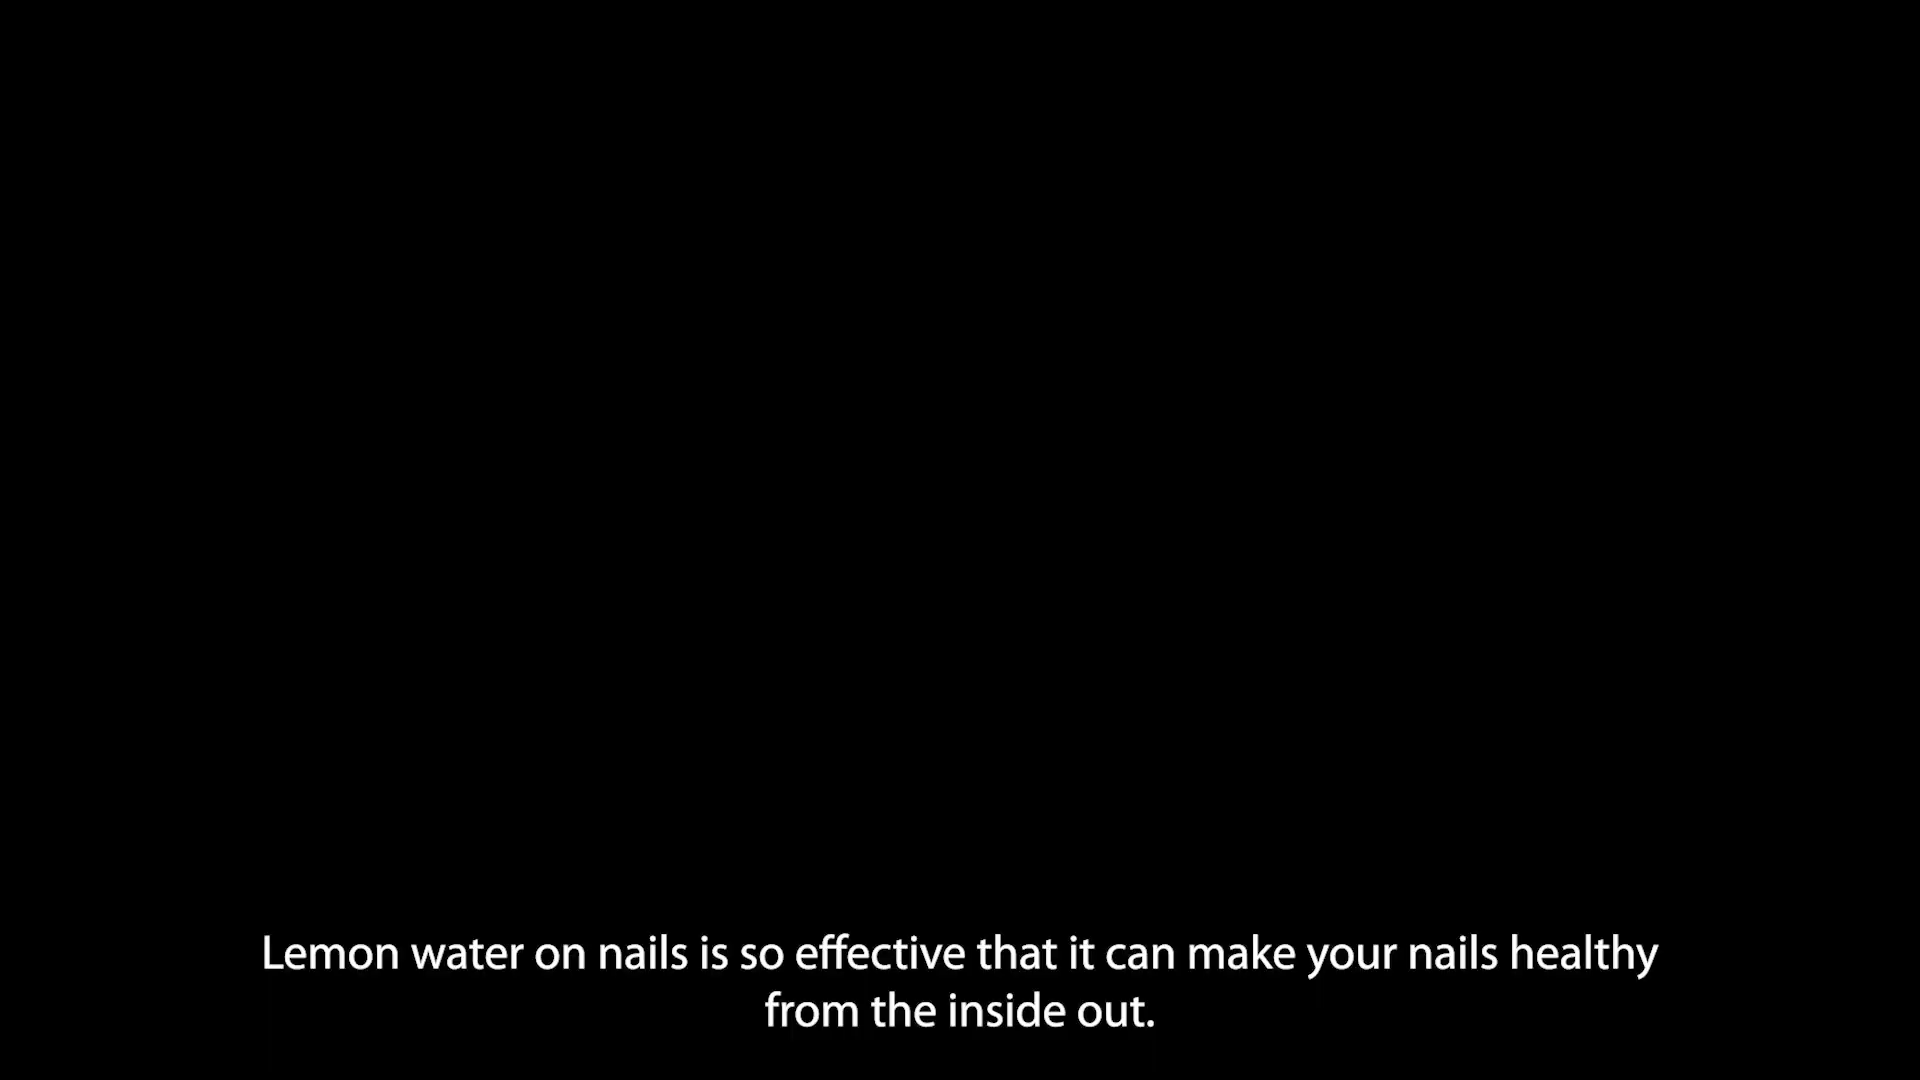 Lemon water on nails is so effective that it can make your nails healthy
from the inside out.